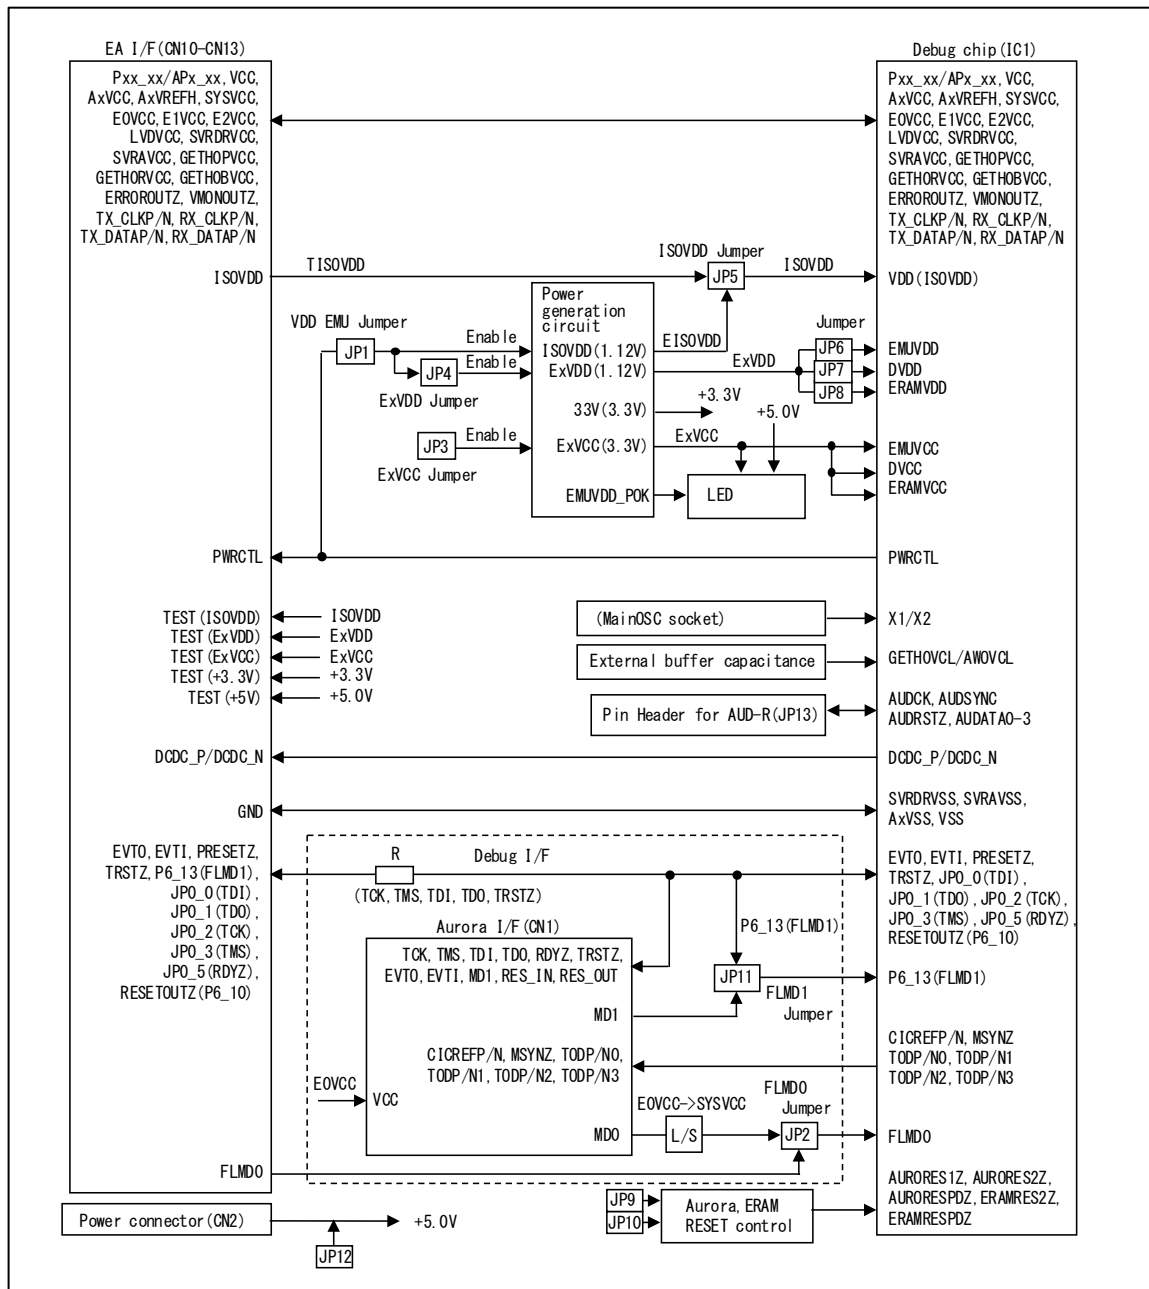 EA I/F(CN10-CN13)
Pxx_xx/APx_xx, VCC,
AxVCC, AxVREFH, SYSVCC,
E0VCC, E1VCC, E2VCC,
LVDVCC, SVRDRVCC,
SVRAVCC, GETHOPVCC,
GETHORVCC, GETHOBVCC,
ERROROUTZ, VMONOUTZ,
TX_CLKP/N, RX_CLKP/N,
TX_DATAP/N, RX_DATAP/N
ISOVDD
PWRCTL
TEST(ISOVDD)
TEST(ExVDD)
TEST(ExVCC)
TEST(+3.3V)
TEST(+5V)
ISOVDD
ExVDD
ExVCC
+3.3V
+5.0V
DCDC_P/DCDC_N
GND
EVTO, EVTI, PRESETZ,
TRSTZ, P6_13(FLMD1),
JP0_0(TDI),
JP0_1(TDO),
JP0_2(TCK),
JP0_3(TMS),
JP0_5(RDYZ),
RESETOUTZ(P6_10)
FLMD0
Power connector(CN2)
+5.0V
JP12
TISOVDD
ISOVDD Jumper
JP5
ISOVDD
VDD EMU Jumper
JP1
Enable
JP4
Enable
ExVDD Jumper
JP3
Enable
ExVCC Jumper
Power
generation
circuit
ISOVDD(1.12V)
ExVDD(1.12V)
33V(3.3V)
ExVCC(3.3V)
EMUVDD_POK
EISOVDD
ExVDD
+3.3V
+5.0V
ExVCC
LED
Jumper
JP6
JP7
JP8
(MainOSC socket)
External buffer capacitance
Pin Header for AUD-R(JP13)
R
Debug I/F
(TCK, TMS, TDI, TDO, TRSTZ)
Aurora I/F(CN1)
TCK, TMS, TDI, TDO, RDYZ, TRSTZ,
EVTO, EVTI, MD1, RES_IN, RES_OUT
MD1
CICREFP/N, MSYNZ, TODP/N0,
TODP/N1, TODP/N2, TODP/N3
E0VCC
VCC
MD0
P6_13(FLMD1)
JP11
FLMD1
Jumper
E0VCC->SYSVCC
L/S
FLMD0
Jumper
JP2
JP9
JP10
Aurora, ERAM
RESET control
Debug chip(IC1)
Pxx_xx/APx_xx, VCC,
AxVCC, AxVREFH, SYSVCC,
E0VCC, E1VCC, E2VCC,
LVDVCC, SVRDRVCC,
SVRAVCC, GETHOPVCC,
GETHORVCC, GETHOBVCC,
ERROROUTZ, VMONOUTZ,
TX_CLKP/N, RX_CLKP/N,
TX_DATAP/N, RX_DATAP/N
VDD(ISOVDD)
EMUVDD
DVDD
ERAMVDD
EMUVCC
DVCC
ERAMVCC
PWRCTL
X1/X2
GETHOVCL/AWOVCL
AUDCK, AUDSYNC
AUDRSTZ, AUDATA0-3
DCDC_P/DCDC_N
SVRDRVSS, SVRAVSS,
AxVSS, VSS
EVTO, EVTI, PRESETZ,
TRSTZ, JP0_0(TDI),
JP0_1(TDO), JP0_2(TCK),
JP0_3(TMS), JP0_5(RDYZ),
RESETOUTZ(P6_10)
P6_13(FLMD1)
CICREFP/N, MSYNZ
TODP/N0, TODP/N1
TODP/N2, TODP/N3
FLMD0
AURORES1Z, AURORES2Z,
AURORESPDZ, ERAMRES2Z,
ERAMRESPDZ